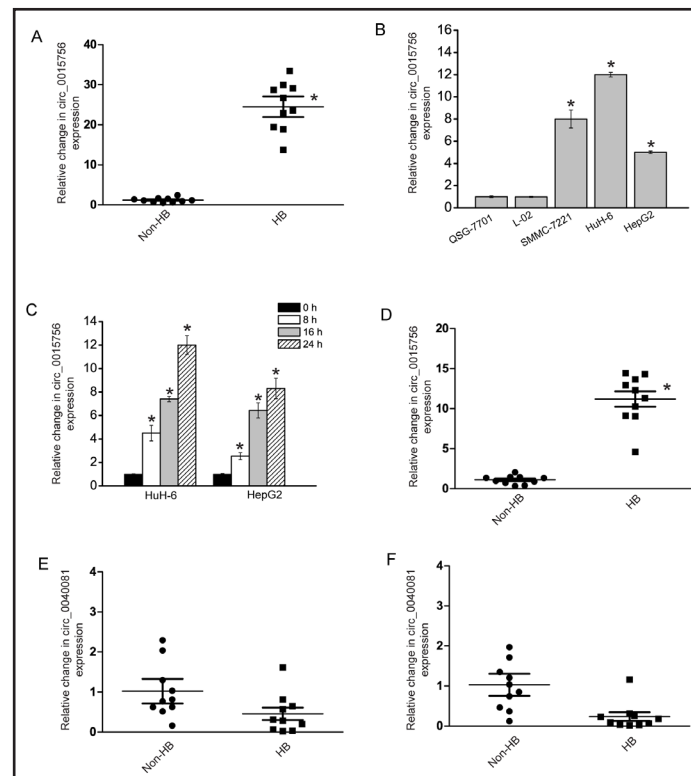 A
Relative change in circ_0015756
expression
40
30
20
10
0
*
Non-HB
HB
B
Relative change in circ_0015756
expression
16
14
12
10
8
6
4
2
0
*
*
*
QSG-7701
L-02
SMMC-7221
HuH-6
HepG2
C
0 h
8 h
16 h
24 h
Relative change in circ_0015756
expression
14
12
10
8
6
4
2
0
*
*
*
*
*
*
HuH-6
HepG2
D
Relative change in circ_0015756
expression
20
15
10
5
0
*
Non-HB
HB
E
Relative change in circ_0040081
expression
4
3
2
1
0
Non-HB
HB
F
Relative change in circ_0040081
expression
4
3
2
1
0
Non-HB
HB